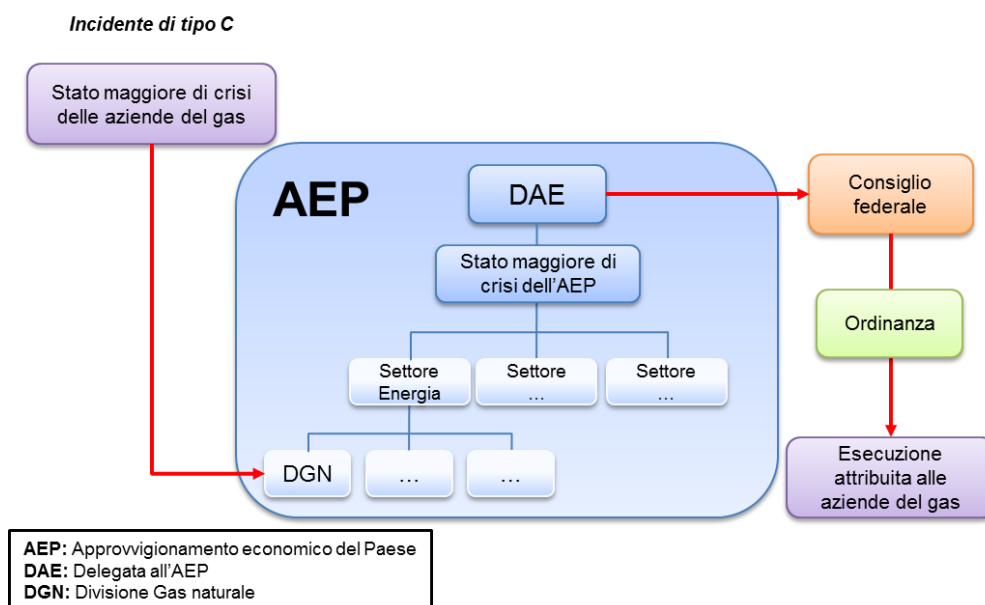 Incidente di tipo C
Stato maggiore di crisi
delle aziende del gas
AEP
DAE
Consiglio
federale
Stato maggiore di
crisi dell'AEP
Ordinanza
Settore
Energia
Settore
…
Settore
…
DGN
…
…
Esecuzione
attribuita alle
aziende del gas
AEP: Approvvigionamento economico del Paese
DAE: Delegata all'AEP
DGN: Divisione Gas naturale